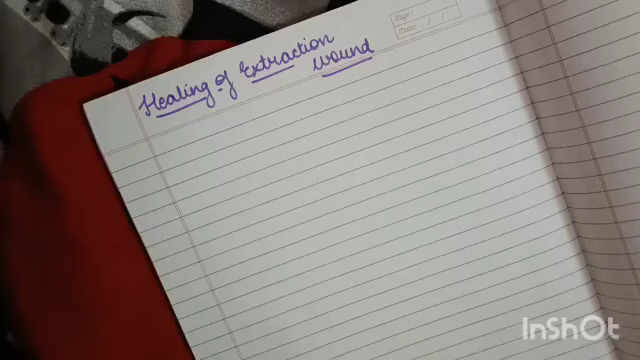 Healing of Extraction
wound
Page:
Date: / /
InShOt